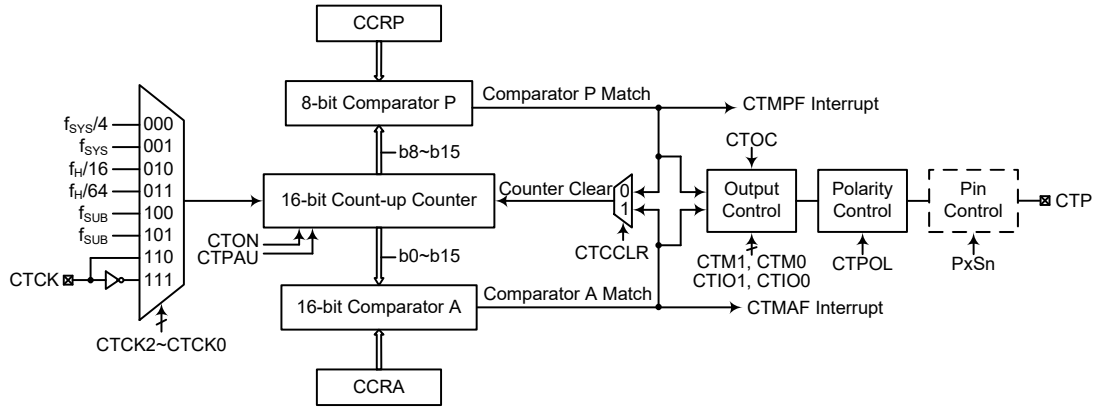 CCRP
8-bit Comparator P
Comparator P Match
CTMPF Interrupt
b8~b15
CTOC
fSYS/4
000
fSYS
001
fH/16
010
fH/64
011
fSUB
100
fSUB
101
110
111
CTCK
CTCK2~CTCK0
16-bit Count-up Counter
CTON
CTPAU
Counter Clear
0
1
CTCCLR
Output
Control
CTM1, CTM0
CTIO1, CTIO0
Polarity
Control
CTPOL
Pin
Control
PxSn
CTP
b0~b15
16-bit Comparator A
Comparator A Match
CTMAF Interrupt
CCRA